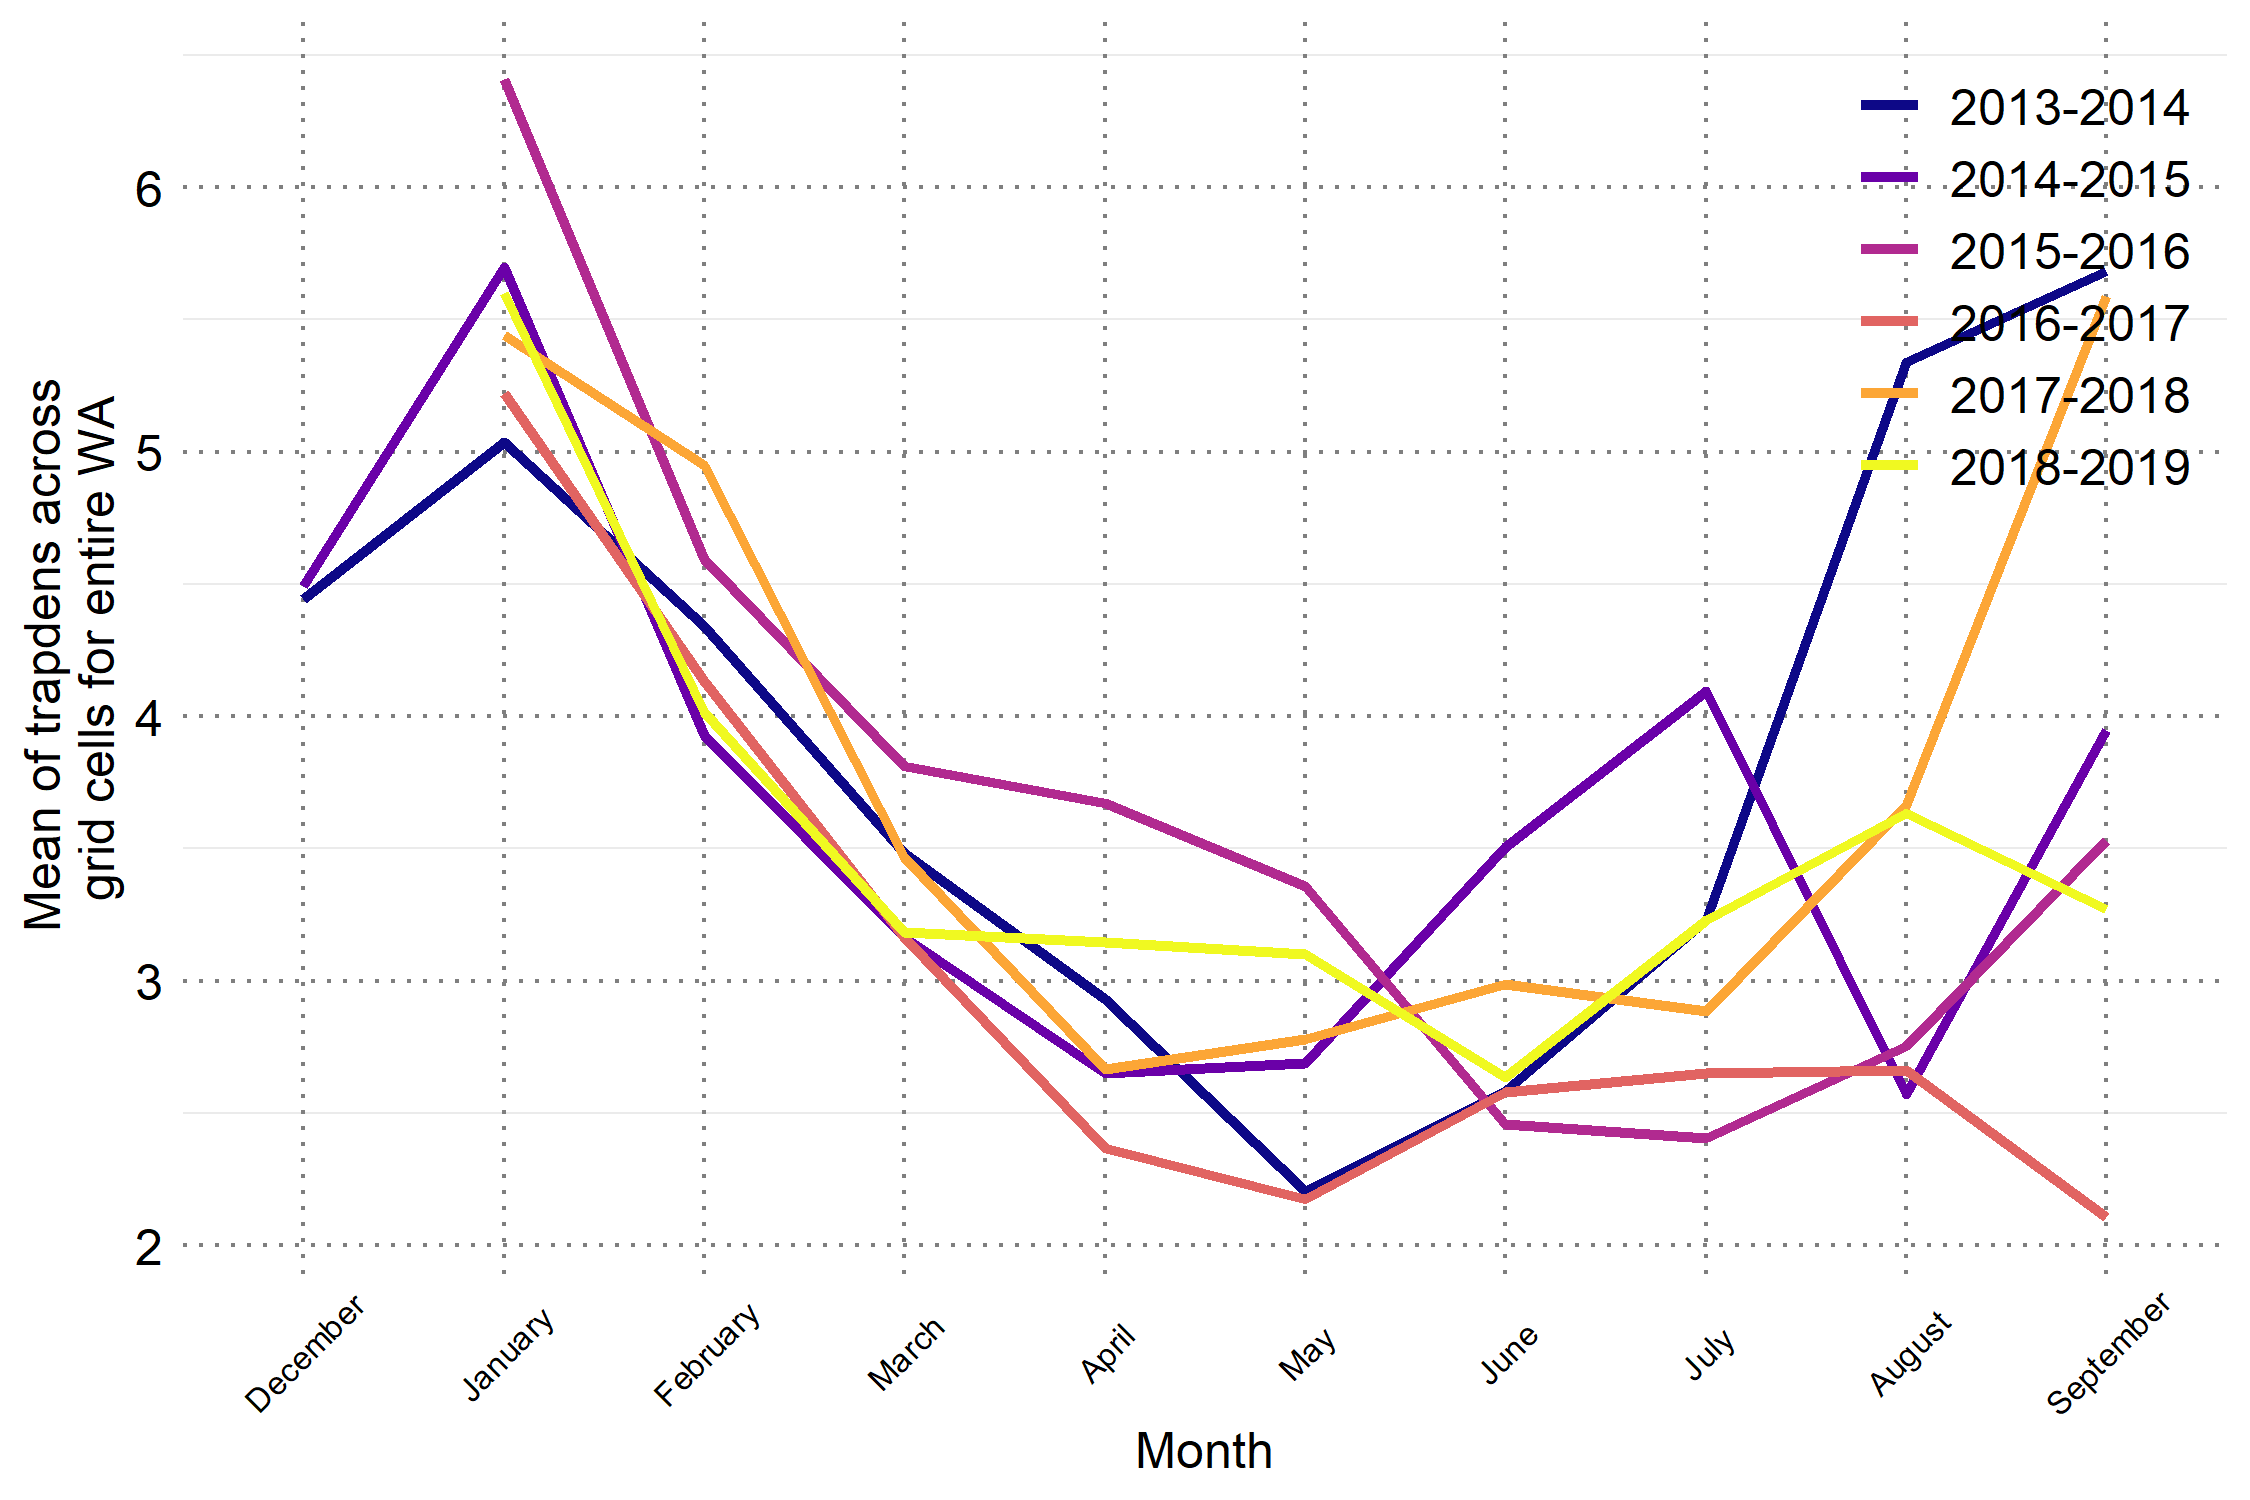 Mean of trapdens across
grid cells for entire WA
6
5
4
3
2
2013-2014
2014-2015
2015-2016
2016-2017
2017-2018
2018-2019
December
January
February
March
April
May
June
July
August
September
Month